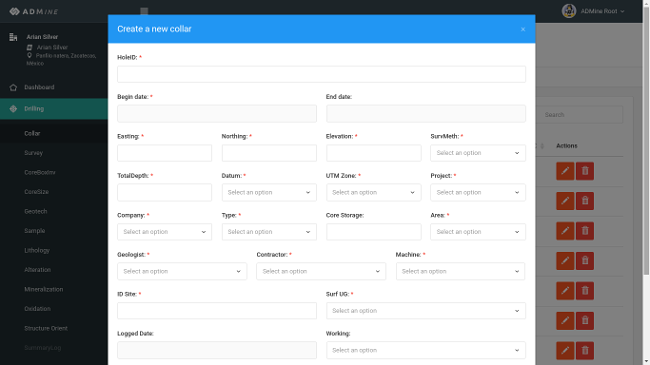 ADMINE
ADMine Root
Create a new collar
×
Arian Silver
Arian Silver
Panfilo natera, Zacatecas,
México
Dashboard
Drilling
Collar
Survey
CoreBoxInv
CoreSize
Geotech
Sample
Lithology
Alteration
Mineralization
Oxidation
Structure Orient
HoleID: *
Begin date: * End date:
Easting: * Northing: * Elevation: * SurvMeth: *
Select an option
TotalDepth: * Datum: * UTM Zone: * Project: *
Select an option Select an option Select an option
Company: * Type: * Core Storage: Area: *
Select an option Select an option Select an option
Geologist: * Contractor: * Machine: *
Select an option Select an option Select an option
ID Site: * Surf UG: *
Select an option
Logged Date: Working:
Select an option
Search
Actions